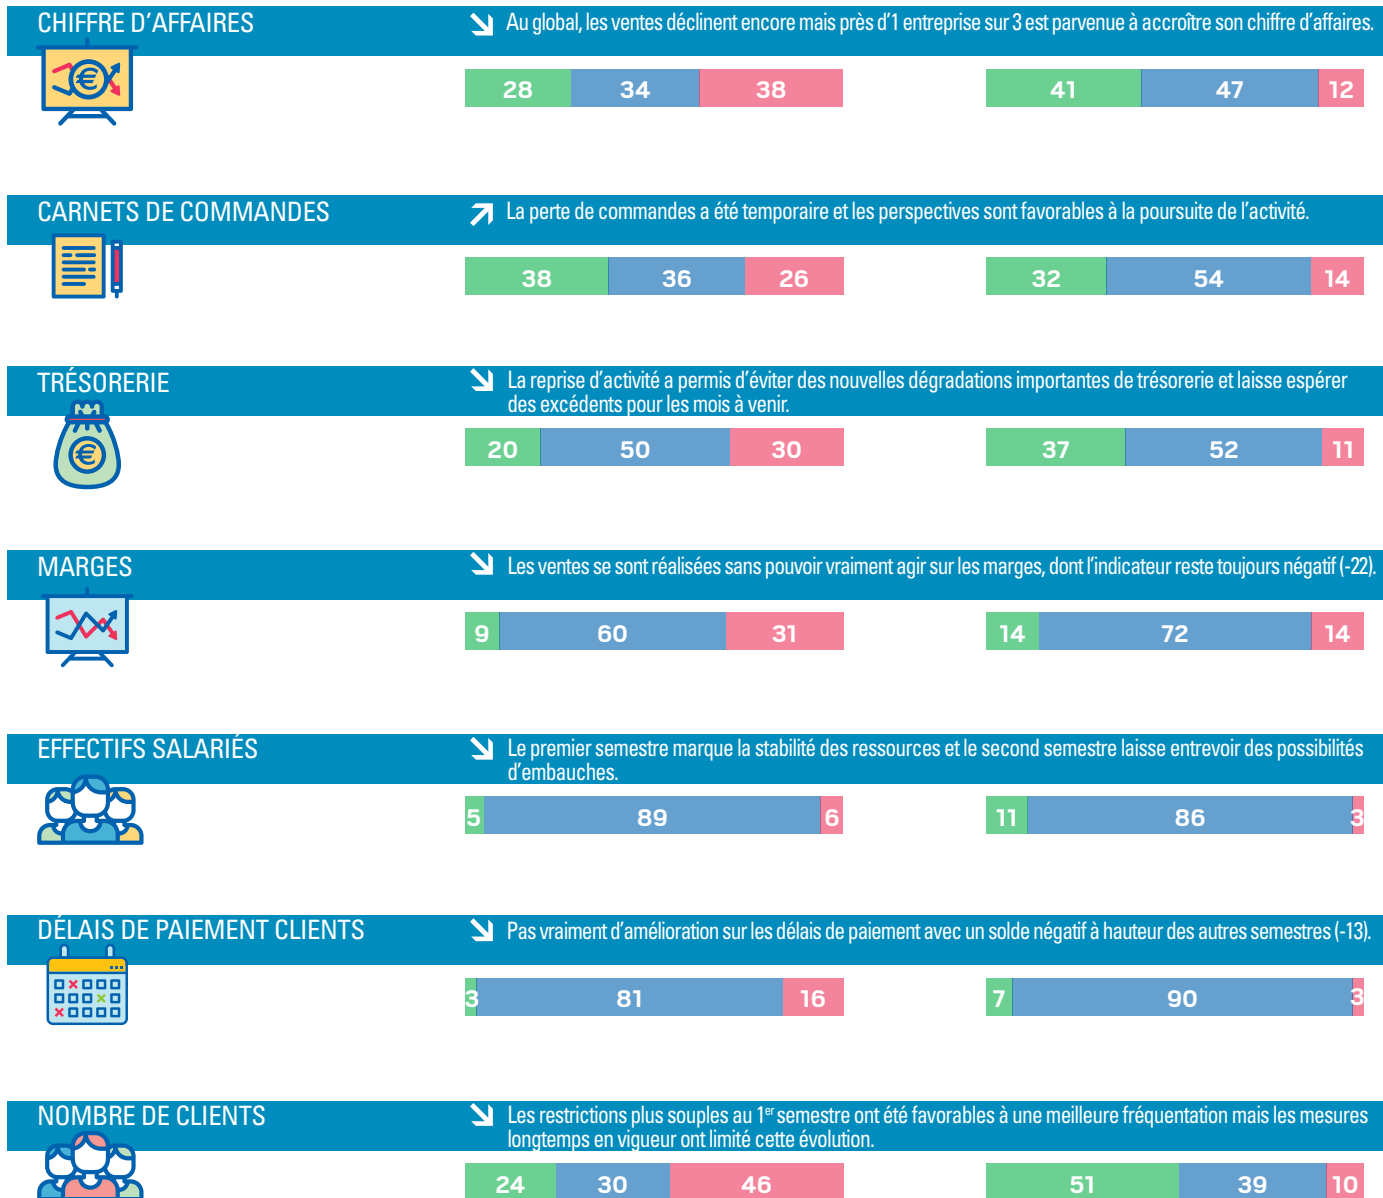 CHIFFRE D'AFFAIRES
Au global, les ventes déclinent encore mais près d'1 entreprise sur 3 est parvenue à accroître son chiffre d'affaires.
28 34 38 41 47 12
CARNETS DE COMMANDES
La perte de commandes a été temporaire et les perspectives sont favorables à la poursuite de l'activité.
38 36 26 32 54 14
TRÉSORERIE
La reprise d'activité a permis d'éviter des nouvelles dégradations importantes de trésorerie et laisse espérer
des excédents pour les mois à venir.
20 50 30 37 52 11
MARGES
Les ventes se sont réalisées sans pouvoir vraiment agir sur les marges, dont l'indicateur reste toujours négatif (-22).
9 60 31 14 72 14
EFFECTIFS SALARIÉS
Le premier semestre marque la stabilité des ressources et le second semestre laisse entrevoir des possibilités
d'embauches.
5 89 6 11 86 3
DÉLAIS DE PAIEMENT CLIENTS
Pas vraiment d'amélioration sur les délais de paiement avec un solde négatif à hauteur des autres semestres (-13).
3 81 16 7 90 3
NOMBRE DE CLIENTS
Les restrictions plus souples au 1er semestre ont été favorables à une meilleure fréquentation mais les mesures
longtemps en vigueur ont limité cette évolution.
24 30 46 51 39 10